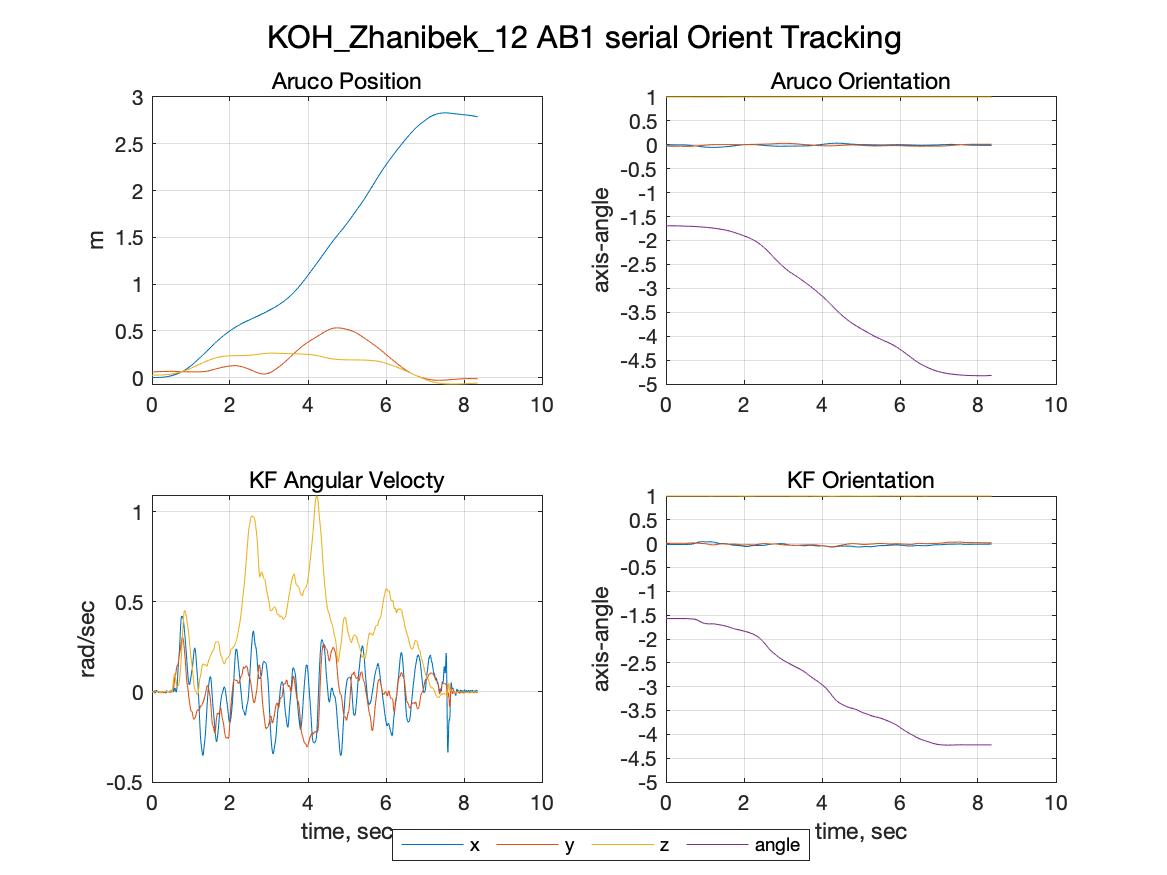 KOH_Zhanibek_12 AB1 serial Orient Tracking
Aruco Position
3
2.5
2
1.5
1
0.5
0
m
0 2 4 6 8 10
Aruco Orientation
1
0.5
0
-0.5
-1
-1.5
-2
-2.5
-3
-3.5
-4
-4.5
-5
axis-angle
0 2 4 6 8 10
KF Angular Velocty
1
0.5
0
-0.5
rad/sec
0 2 4 6 8 10
time, sec
KF Orientation
1
0.5
0
-0.5
-1
-1.5
-2
-2.5
-3
-3.5
-4
-4.5
-5
axis-angle
0 2 4 6 8 10
time, sec
x y z angle